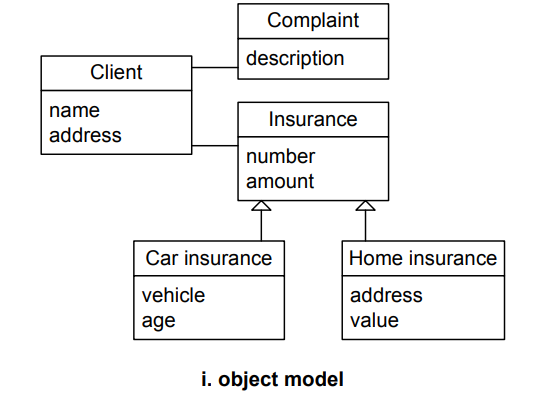 Complaint
description
Client
name
address
Insurance
number
amount
Car insurance
vehicle
age
Home insurance
address
value
i. object model